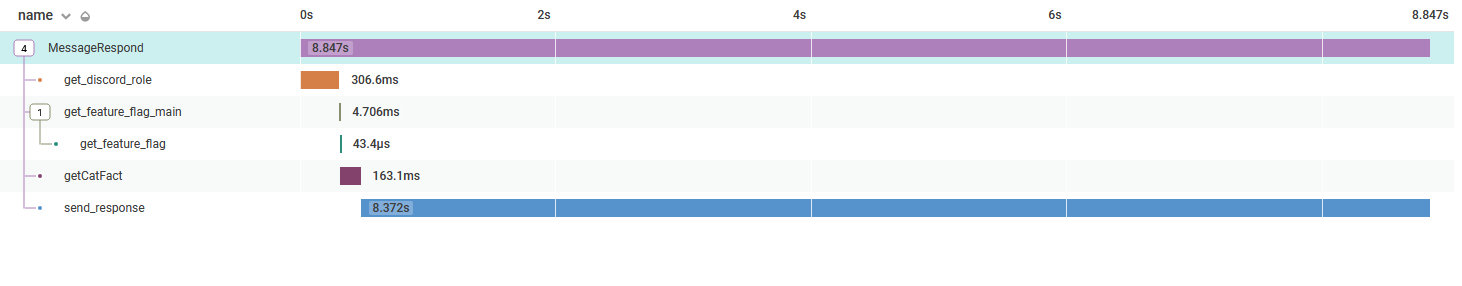 name 0s 2s 4s 6s 8.847s
4 MessageRespond 8.847s
get_discord_role 306.6ms
1 get_feature_flag_main 4.706ms
get_feature_flag 43.4μs
getCatFact 163.1ms
send_response 8.372s